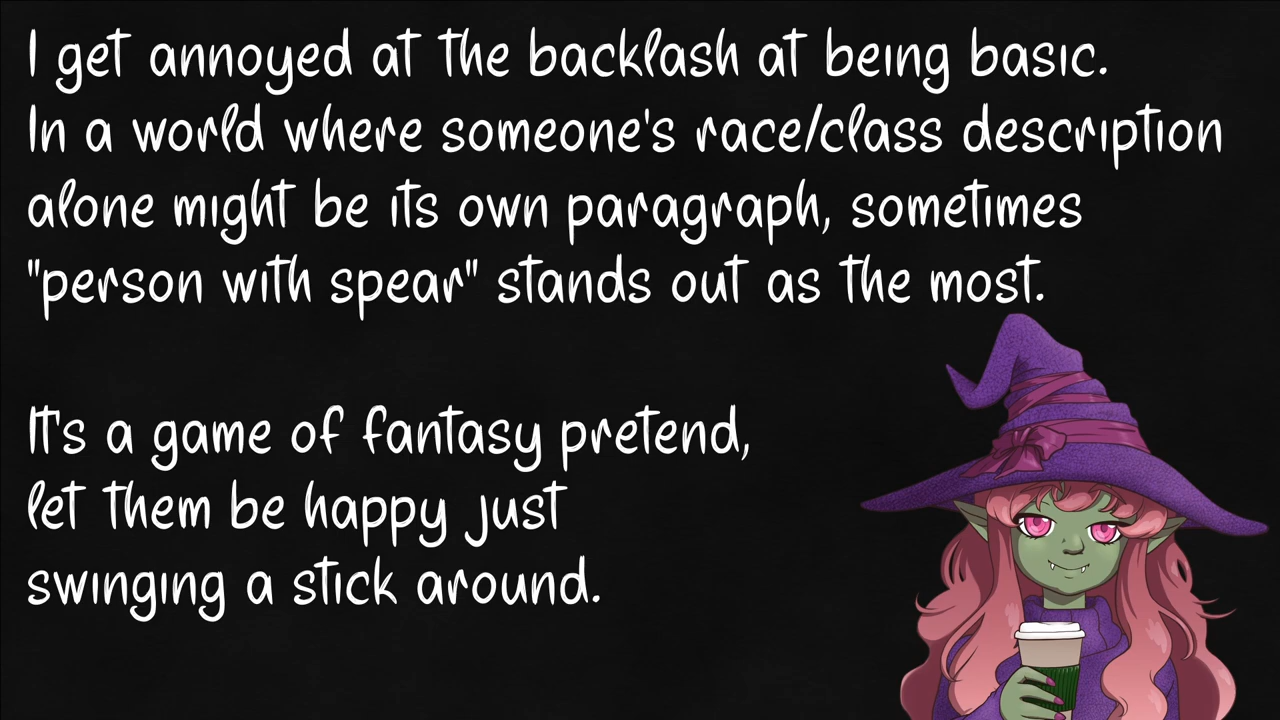 I get annoyed at the backlash at being basic.
In a world where someone's race/class description
alone might be its own paragraph, sometimes
"person with spear" stands out as the most.
It's a game of fantasy pretend,
let them be happy just
swinging a stick around.